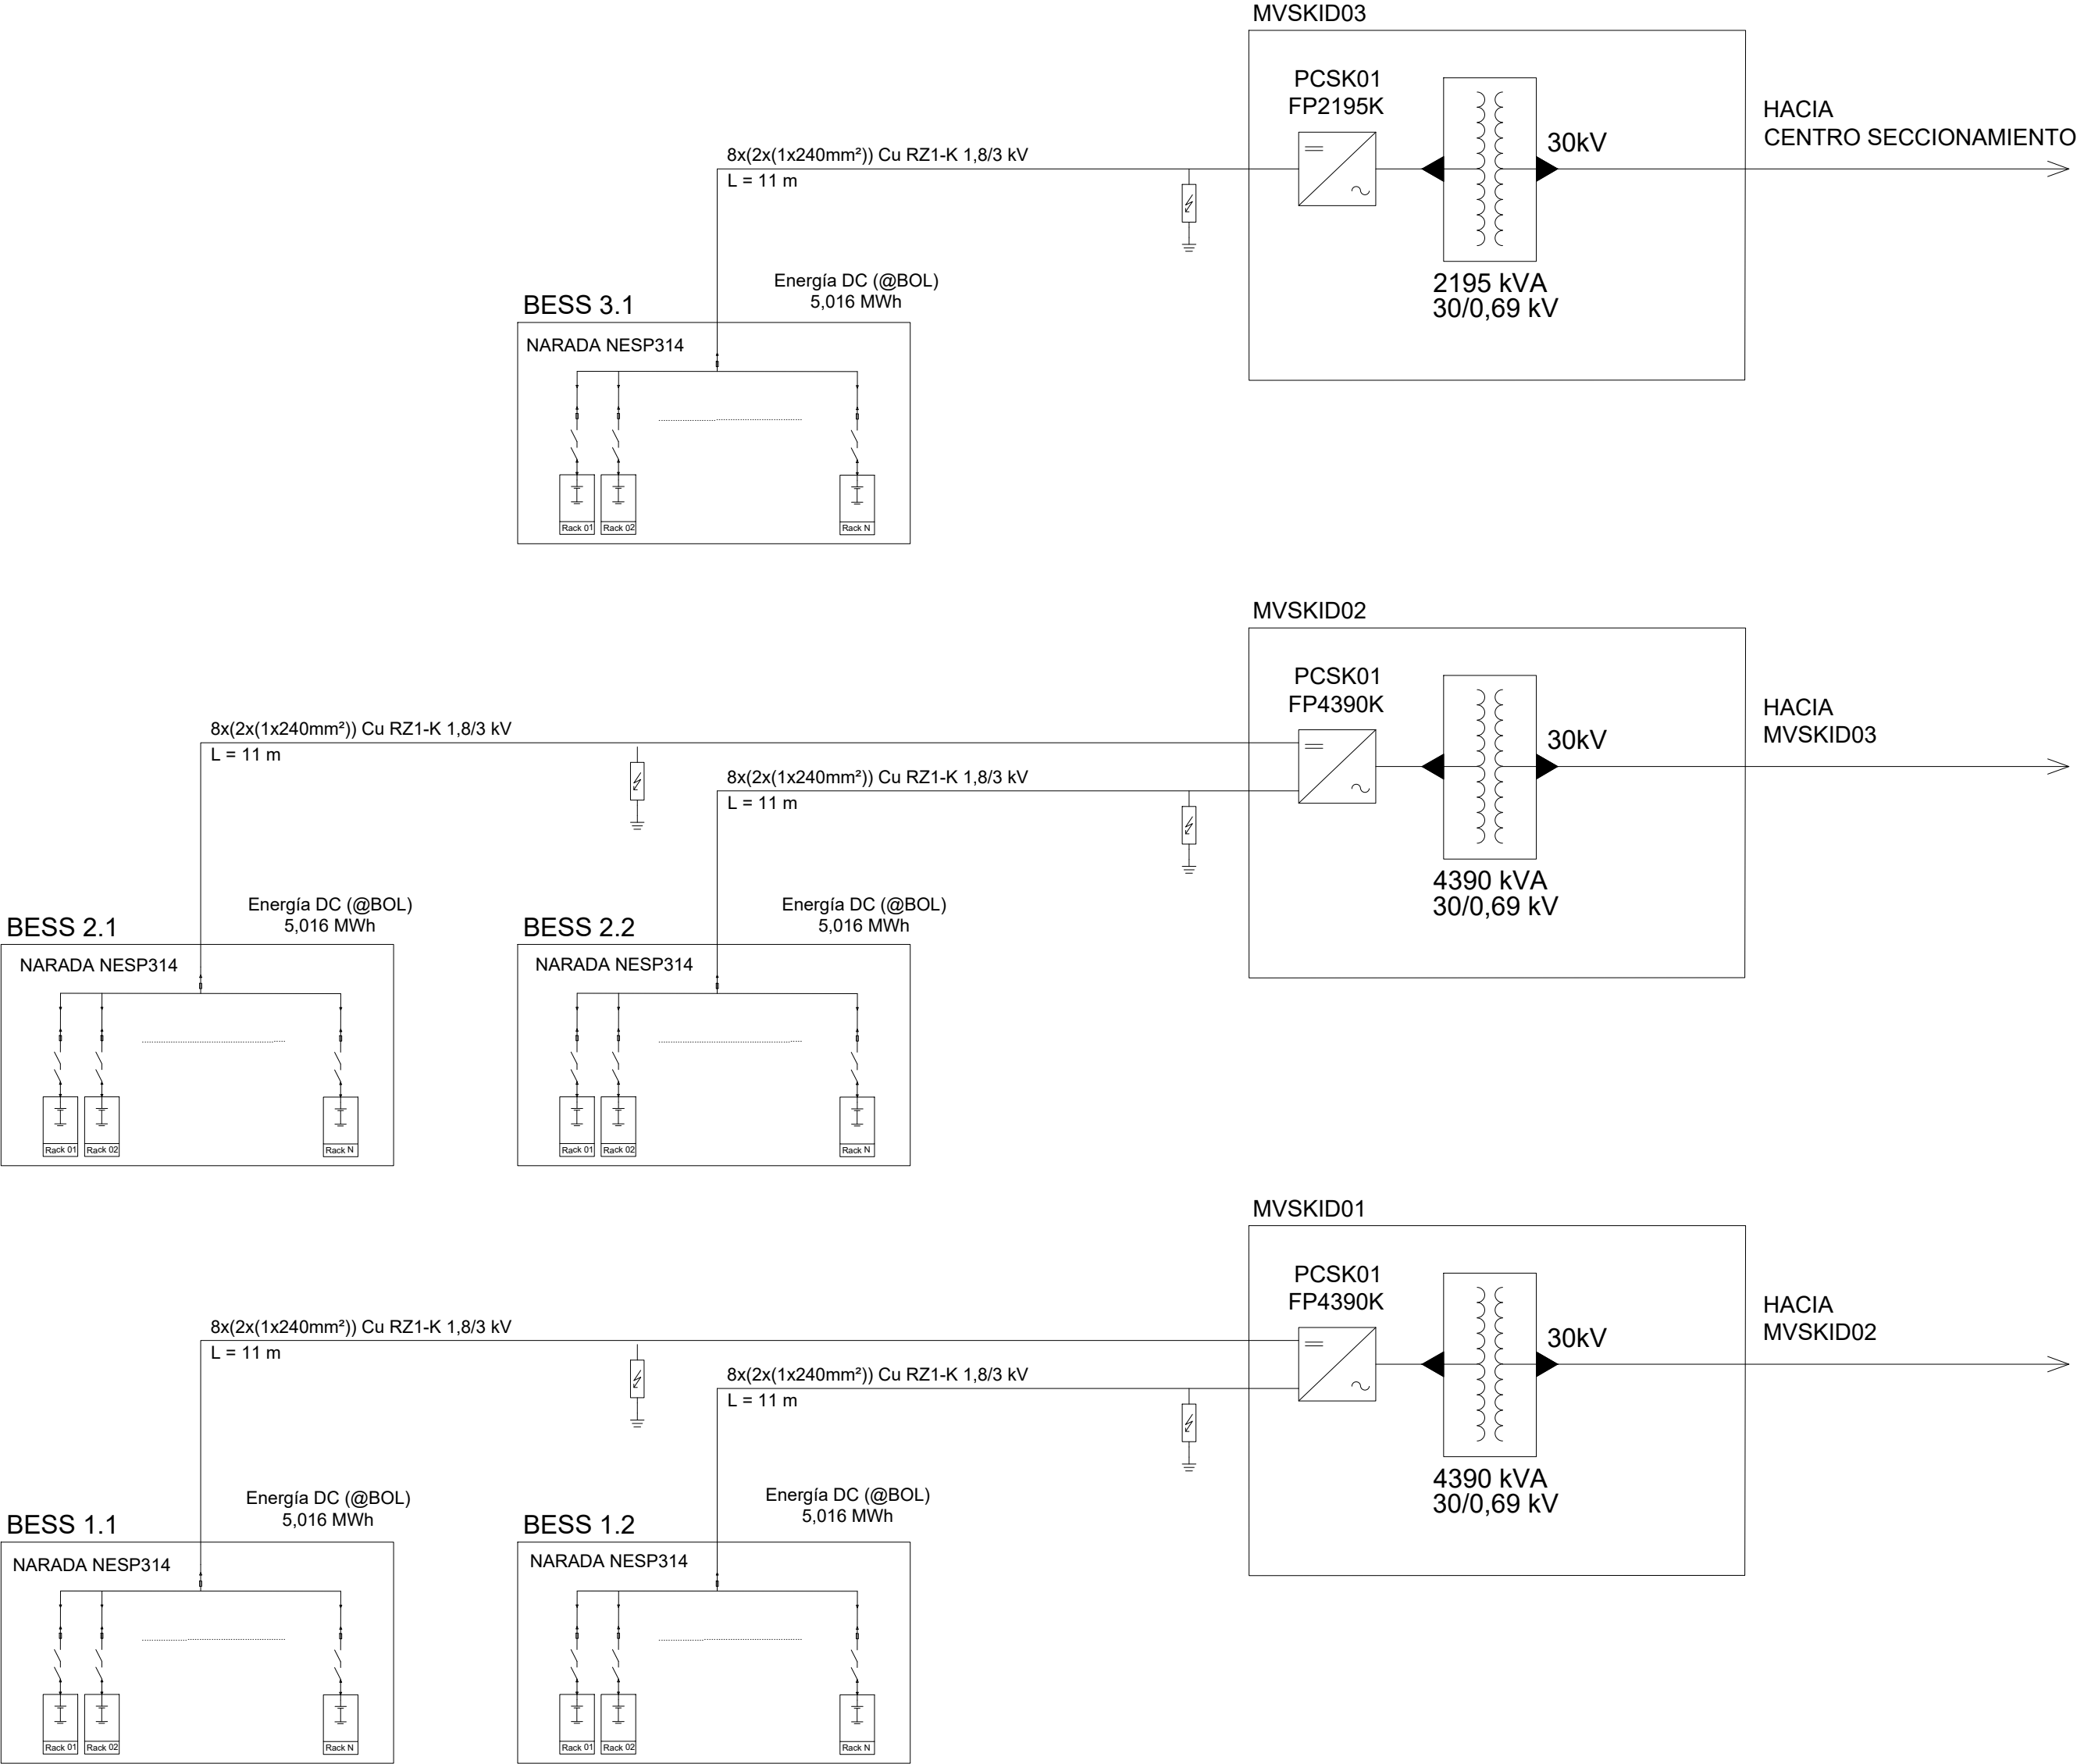 MVSKID03
PCSK01
FP2195K
HACIA
CENTRO SECCIONAMIENTO
30kV
8x(2x(1x240mm²)) Cu RZ1-K 1,8/3 kV
L = 11 m
2195 kVA
30/0,69 kV
Energía DC (@BOL)
5,016 MWh
BESS 3.1
NARADA NESP314
Rack 01
Rack 02
Rack N
MVSKID02
PCSK01
FP4390K
HACIA
MVSKID03
30kV
8x(2x(1x240mm²)) Cu RZ1-K 1,8/3 kV
L = 11 m
8x(2x(1x240mm²)) Cu RZ1-K 1,8/3 kV
L = 11 m
4390 kVA
30/0,69 kV
Energía DC (@BOL)
5,016 MWh
BESS 2.1
NARADA NESP314
Rack 01
Rack 02
Rack N
Energía DC (@BOL)
5,016 MWh
BESS 2.2
NARADA NESP314
Rack 01
Rack 02
Rack N
MVSKID01
PCSK01
FP4390K
HACIA
MVSKID02
30kV
8x(2x(1x240mm²)) Cu RZ1-K 1,8/3 kV
L = 11 m
8x(2x(1x240mm²)) Cu RZ1-K 1,8/3 kV
L = 11 m
4390 kVA
30/0,69 kV
Energía DC (@BOL)
5,016 MWh
BESS 1.1
NARADA NESP314
Rack 01
Rack 02
Rack N
Energía DC (@BOL)
5,016 MWh
BESS 1.2
NARADA NESP314
Rack 01
Rack 02
Rack N